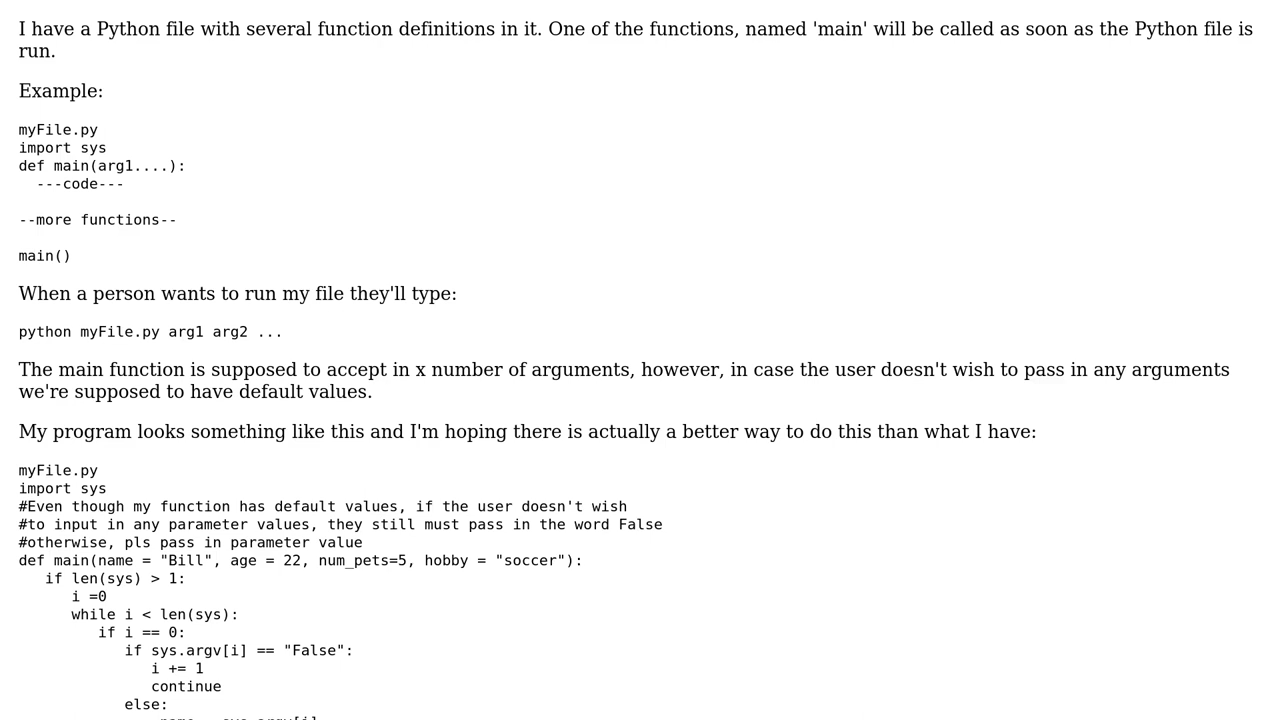 I have a Python file with several function definitions in it. One of the functions, named 'main' will be called as soon as the Python file is
run.
Example:
myFile.py
import sys
def main(arg1....):
  ---code---
--more functions--
main()
When a person wants to run my file they'll type:
python myFile.py arg1 arg2 ...
The main function is supposed to accept in x number of arguments, however, in case the user doesn't wish to pass in any arguments
we're supposed to have default values.
My program looks something like this and I'm hoping there is actually a better way to do this than what I have:
myFile.py
import sys
#Even though my function has default values, if the user doesn't wish
#to input in any parameter values, they still must pass in the word False
#otherwise, pls pass in parameter value
def main(name = "Bill", age = 22, num_pets=5, hobby = "soccer"):
   if len(sys) > 1:
      i =0
      while i < len(sys):
         if i == 0:
            if sys.argv[i] == "False":
               i += 1
               continue
            else: